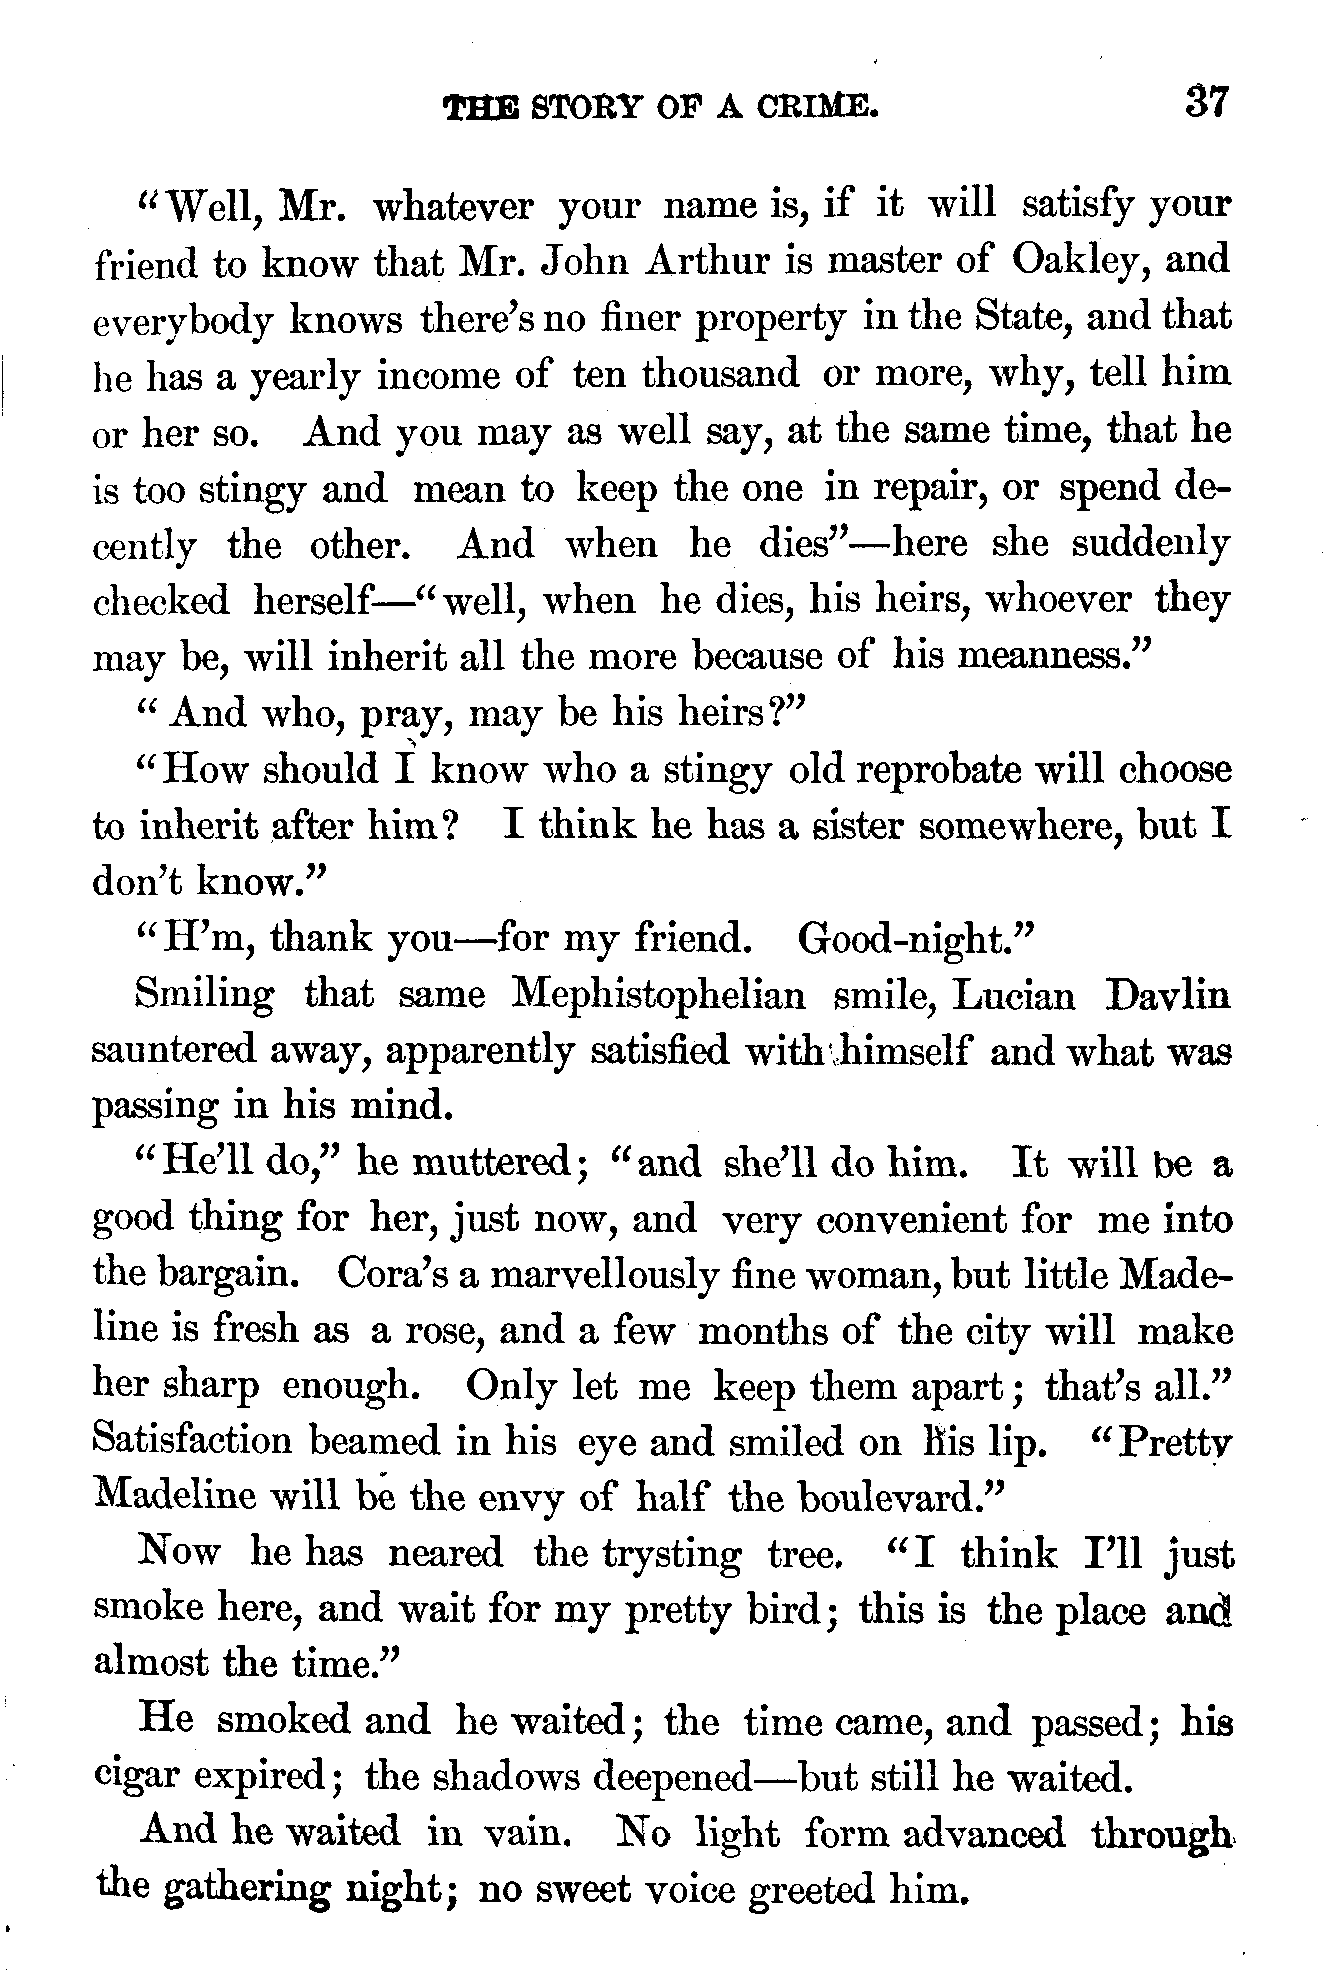 THE STORY OF A CRIME. 37
“Well, Mr. whatever your name is, if it will satisfy your
friend to know that Mr. John Arthur is master of Oakley, and
everybody knows there’s no finer property in the State, and that
he has a yearly income of ten thousand or more, why, tell him
or her so. And you may as well say, at the same time, that he
is too stingy and mean to keep the one in repair, or spend de-
cently the other. And when he dies”—here she suddenly
checked herself—“well, when he dies, his heirs, whoever they
may be, will inherit all the more because of his meanness.”
“And who, pray, may be his heirs?”
“How should I know who a stingy old reprobate will choose
to inherit after him? I think he has a sister somewhere, but I
don’t know.”
“H’m, thank you—for my friend. Good-night.”
Smiling that same Mephistophelian smile, Lucian Davlin
sauntered away, apparently satisfied with himself and what was
passing in his mind.
“He’ll do,” he muttered; “and she’ll do him. It will be a
good thing for her, just now, and very convenient for me into
the bargain. Cora’s a marvellously fine woman, but little Made-
line is fresh as a rose, and a few months of the city will make
her sharp enough. Only let me keep them apart; that’s all.”
Satisfaction beamed in his eye and smiled on his lip. “Pretty
Madeline will be the envy of half the boulevard.”
Now he has neared the trysting tree. “I think I’ll just
smoke here, and wait for my pretty bird; this is the place and
almost the time.”
He smoked and he waited; the time came, and passed; his
cigar expired; the shadows deepened—but still he waited.
And he waited in vain. No light form advanced through
the gathering night; no sweet voice greeted him.